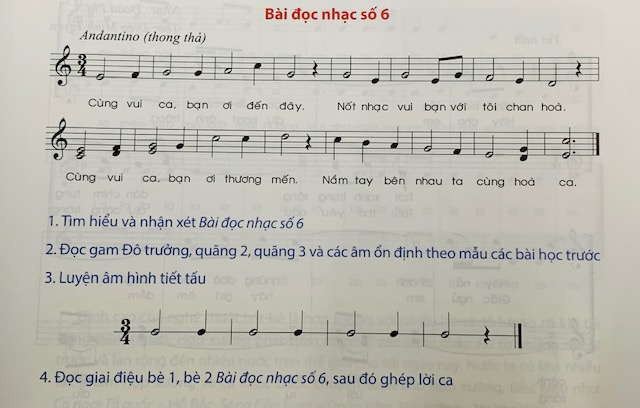 Bài đọc nhạc số 6
Andantino (thong thả)
3
4
Cùng vui ca, bạn ơi đến đây. Nốt nhạc vui bạn với tôi chan hoà.
Cùng vui ca, bạn ơi thương mến. Nắm tay bên nhau ta cùng hoà ca.
1. Tìm hiểu và nhận xét Bài đọc nhạc số 6
2. Đọc gam Đô trưởng, quãng 2, quãng 3 và các âm ổn định theo mẫu các bài học trước
3. Luyện âm hình tiết tấu
3
4
4. Đọc giai điệu bè 1, bè 2 Bài đọc nhạc số 6, sau đó ghép lời ca